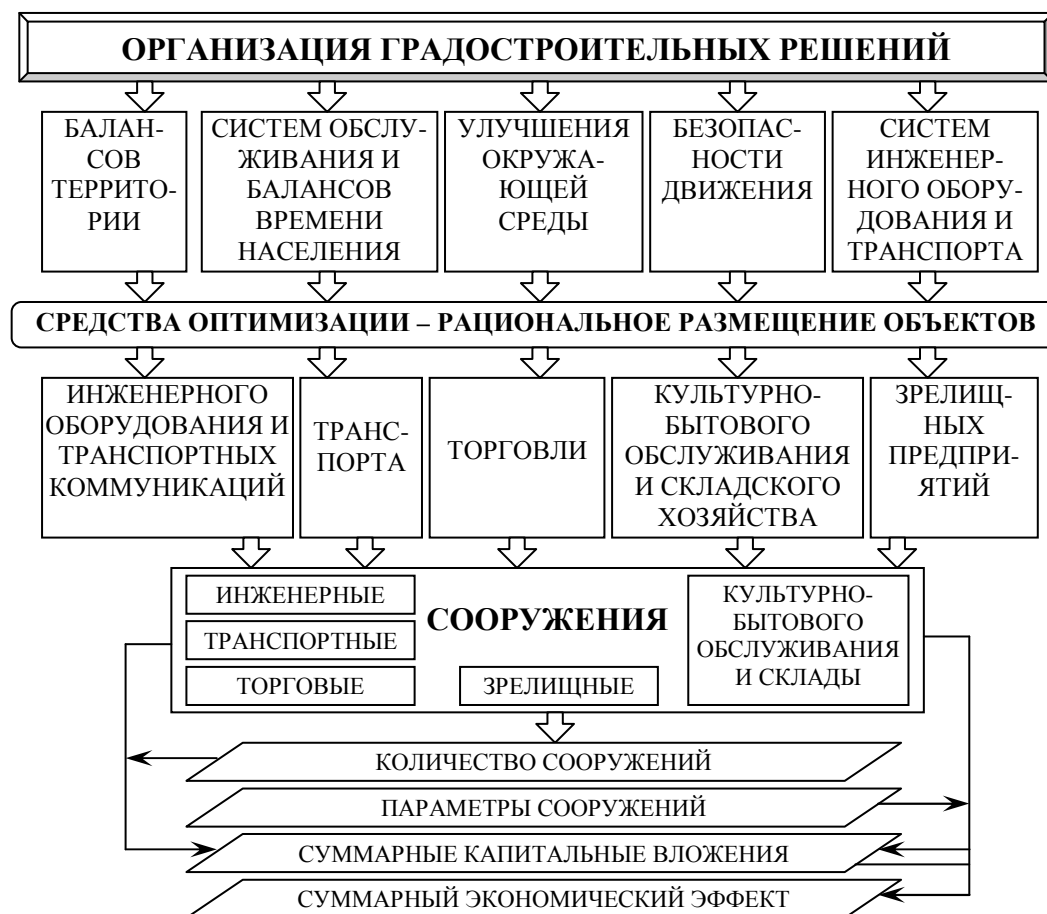 ОРГАНИЗАЦИЯ ГРАДОСТРОИТЕЛЬНЫХ РЕШЕНИЙ
БАЛАН-
СОВ
ТЕРРИТО-
РИИ
СИСТЕМ ОБСЛУ-
ЖИВАНИЯ И
БАЛАНСОВ
ВРЕМЕНИ
НАСЕЛЕНИЯ
УЛУЧШЕНИЯ
ОКРУЖА-
ЮЩЕЙ
СРЕДЫ
БЕЗОПАС-
НОСТИ
ДВИЖЕНИЯ
СИСТЕМ
ИНЖЕНЕР-
НОГО ОБОРУ-
ДОВАНИЯ И
ТРАНСПОРТА
СРЕДСТВА ОПТИМИЗАЦИИ – РАЦИОНАЛЬНОЕ РАЗМЕЩЕНИЕ ОБЪЕКТОВ
ИНЖЕНЕРНОГО
ОБОРУДОВАНИЯ И
ТРАНСПОРТНЫХ
КОММУНИКАЦИЙ
ТРАНС-
ПОРТА
ТОРГОВЛИ
КУЛЬТУРНО-
БЫТОВОГО
ОБСЛУЖИВАНИЯ
И СКЛАДСКОГО
ХОЗЯЙСТВА
ЗРЕЛИЩ-
НЫХ
ПРЕДПРИ-
ЯТИЙ
ИНЖЕНЕРНЫЕ
ТРАНСПОРТНЫЕ
ТОРГОВЫЕ
СООРУЖЕНИЯ
ЗРЕЛИЩНЫЕ
КУЛЬТУРНО-
БЫТОВОГО
ОБСЛУЖИВАНИЯ
И СКЛАДЫ
КОЛИЧЕСТВО СООРУЖЕНИЙ
ПАРАМЕТРЫ СООРУЖЕНИЙ
СУММАРНЫЕ КАПИТАЛЬНЫЕ ВЛОЖЕНИЯ
СУММАРНЫЙ ЭКОНОМИЧЕСКИЙ ЭФФЕКТ